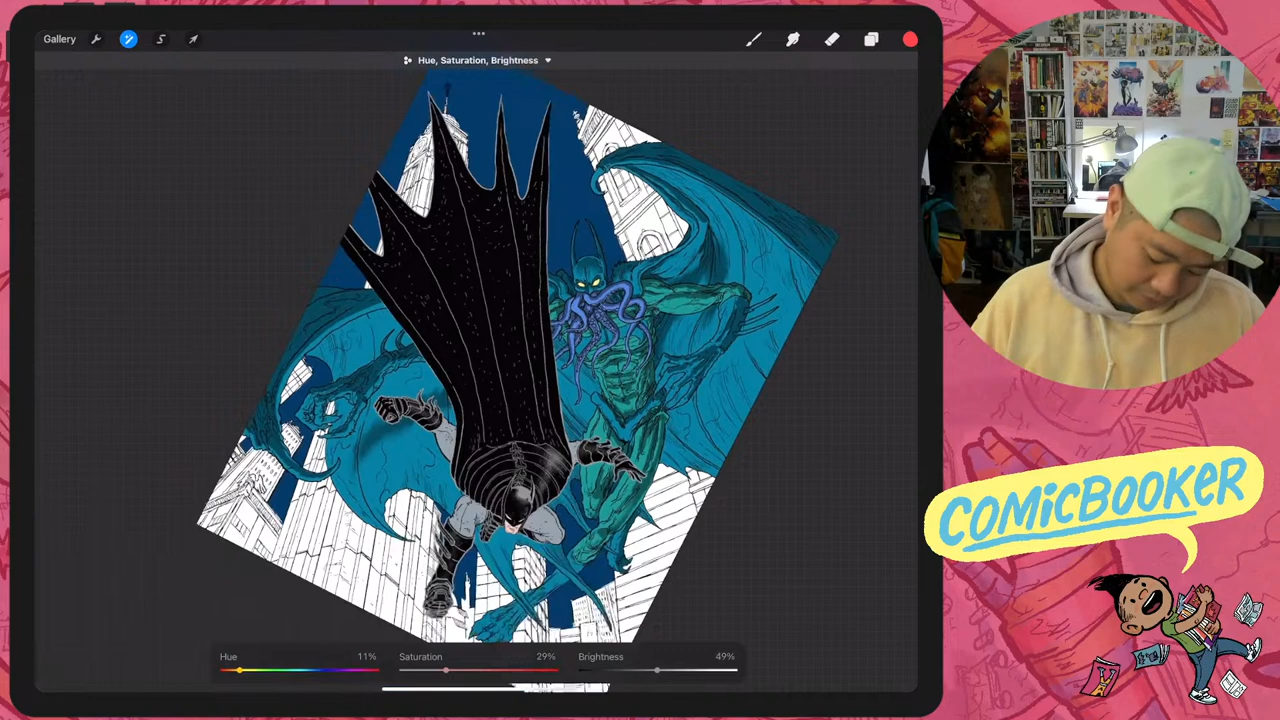 Gallery
Hue, Saturation, Brightness
Hue 11% Saturation 29% Brightness 49%
COMICBOOKER